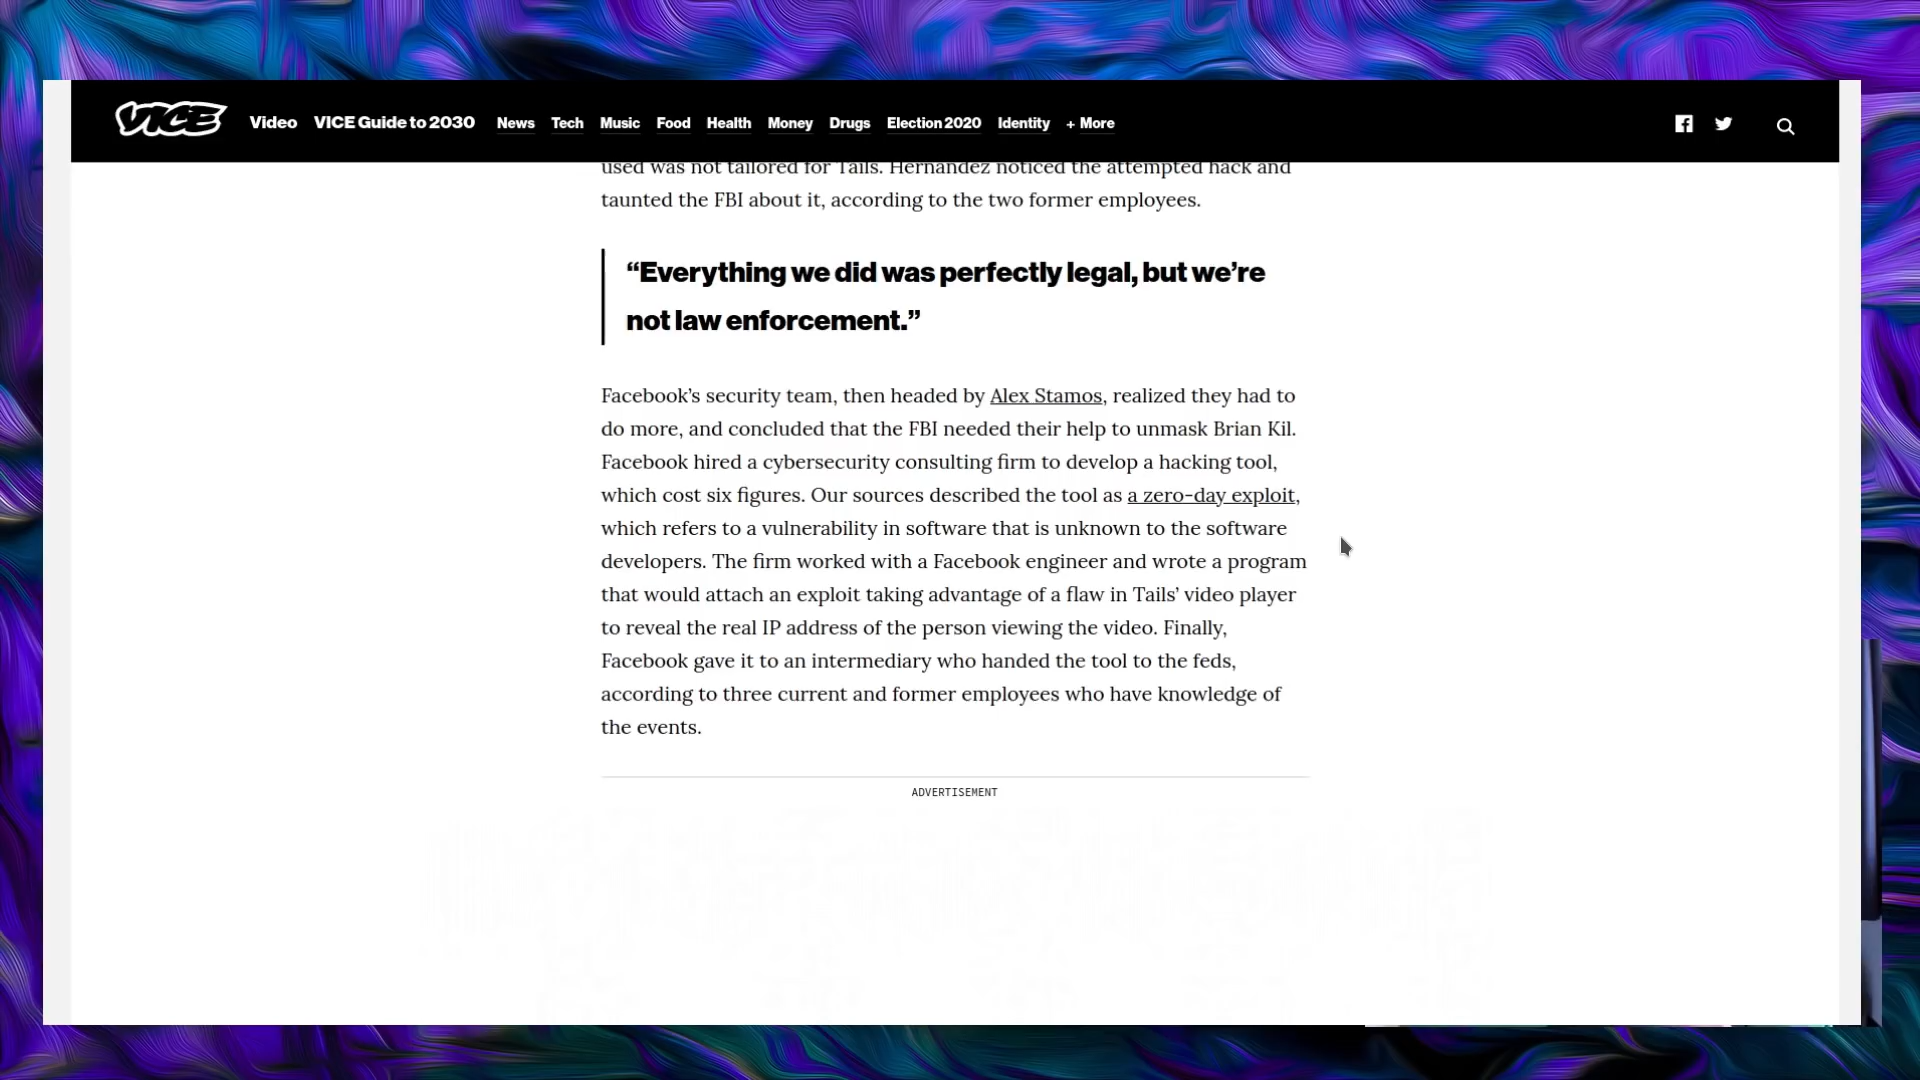 VICE Video VICE Guide to 2030 News Tech Music Food Health Money Drugs Election 2020 Identity + More
used was not tailored for Tails. Hernandez noticed the attempted hack and
taunted the FBI about it, according to the two former employees.
“Everything we did was perfectly legal, but we’re
not law enforcement.”
Facebook’s security team, then headed by Alex Stamos, realized they had to
do more, and concluded that the FBI needed their help to unmask Brian Kil.
Facebook hired a cybersecurity consulting firm to develop a hacking tool,
which cost six figures. Our sources described the tool as a zero-day exploit,
which refers to a vulnerability in software that is unknown to the software
developers. The firm worked with a Facebook engineer and wrote a program
that would attach an exploit taking advantage of a flaw in Tails’ video player
to reveal the real IP address of the person viewing the video. Finally,
Facebook gave it to an intermediary who handed the tool to the feds,
according to three current and former employees who have knowledge of
the events.
ADVERTISEMENT